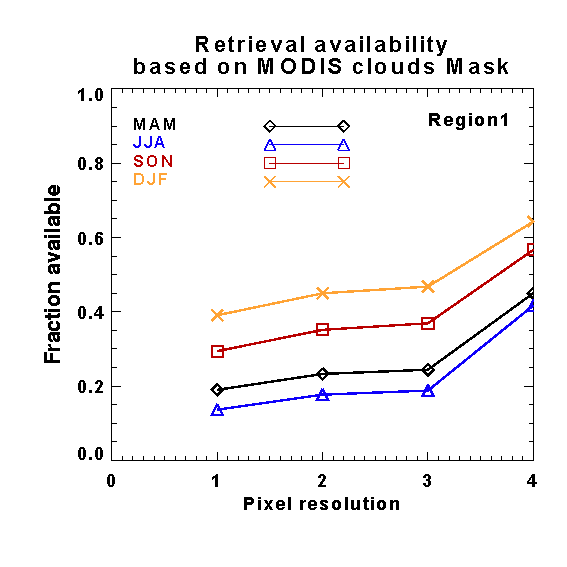 Retrieval availability
based on MODIS clouds Mask
1.0
MAM
Region1
JJA
SON
DJF
0.8
0.6
0.4
0.2
0.0
Fraction available
0 1 2 3 4
Pixel resolution